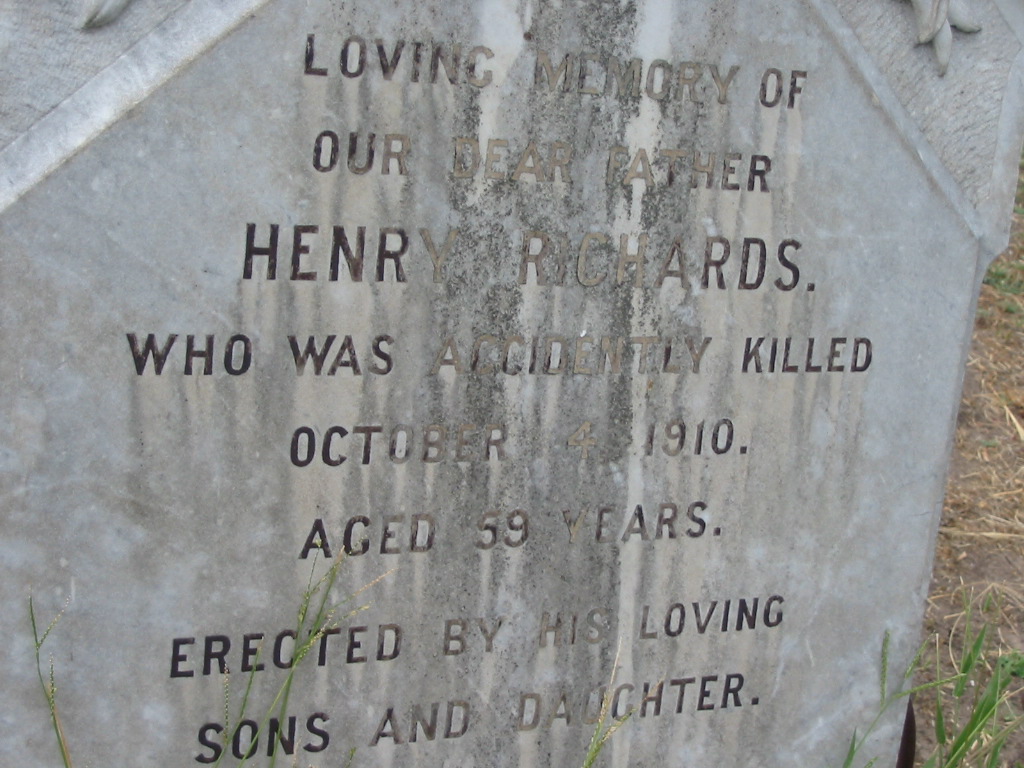 LOVING MEMORY OF
OUR DEAR FATHER
HENRY RICHARDS.
WHO WAS ACCIDENTLY KILLED
OCTOBER 4 1910.
AGED 59 YEARS.
ERECTED BY HIS LOVING
SONS AND DAUGHTER.